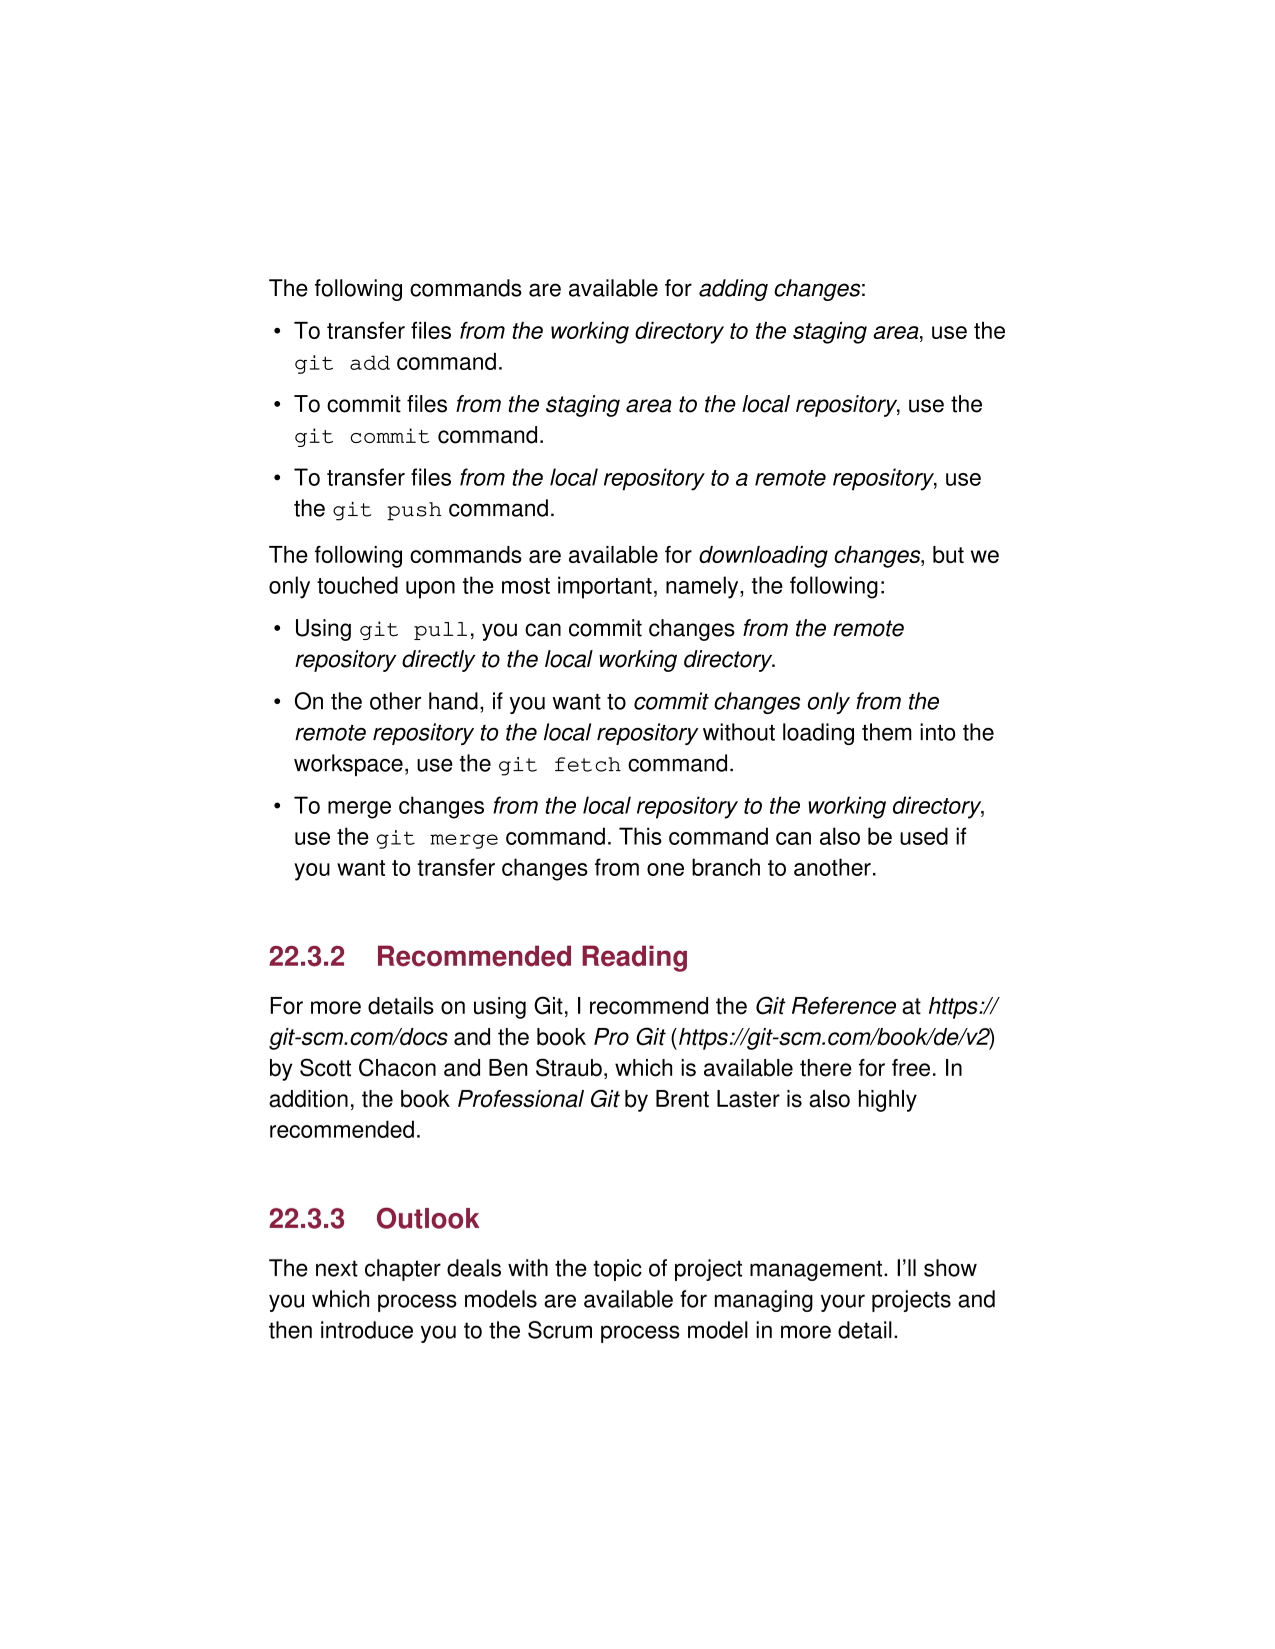 The following commands are available for adding changes:
• To transfer files from the working directory to the staging area, use the
git add command.
• To commit files from the staging area to the local repository, use the
git commit command.
• To transfer files from the local repository to a remote repository, use
the git push command.
The following commands are available for downloading changes, but we
only touched upon the most important, namely, the following:
• Using git pull, you can commit changes from the remote
repository directly to the local working directory.
• On the other hand, if you want to commit changes only from the
remote repository to the local repository without loading them into the
workspace, use the git fetch command.
• To merge changes from the local repository to the working directory,
use the git merge command. This command can also be used if
you want to transfer changes from one branch to another.
22.3.2 Recommended Reading
For more details on using Git, I recommend the Git Reference at https://
git-scm.com/docs and the book Pro Git (https://git-scm.com/book/de/v2)
by Scott Chacon and Ben Straub, which is available there for free. In
addition, the book Professional Git by Brent Laster is also highly
recommended.
22.3.3 Outlook
The next chapter deals with the topic of project management. I'll show
you which process models are available for managing your projects and
then introduce you to the Scrum process model in more detail.